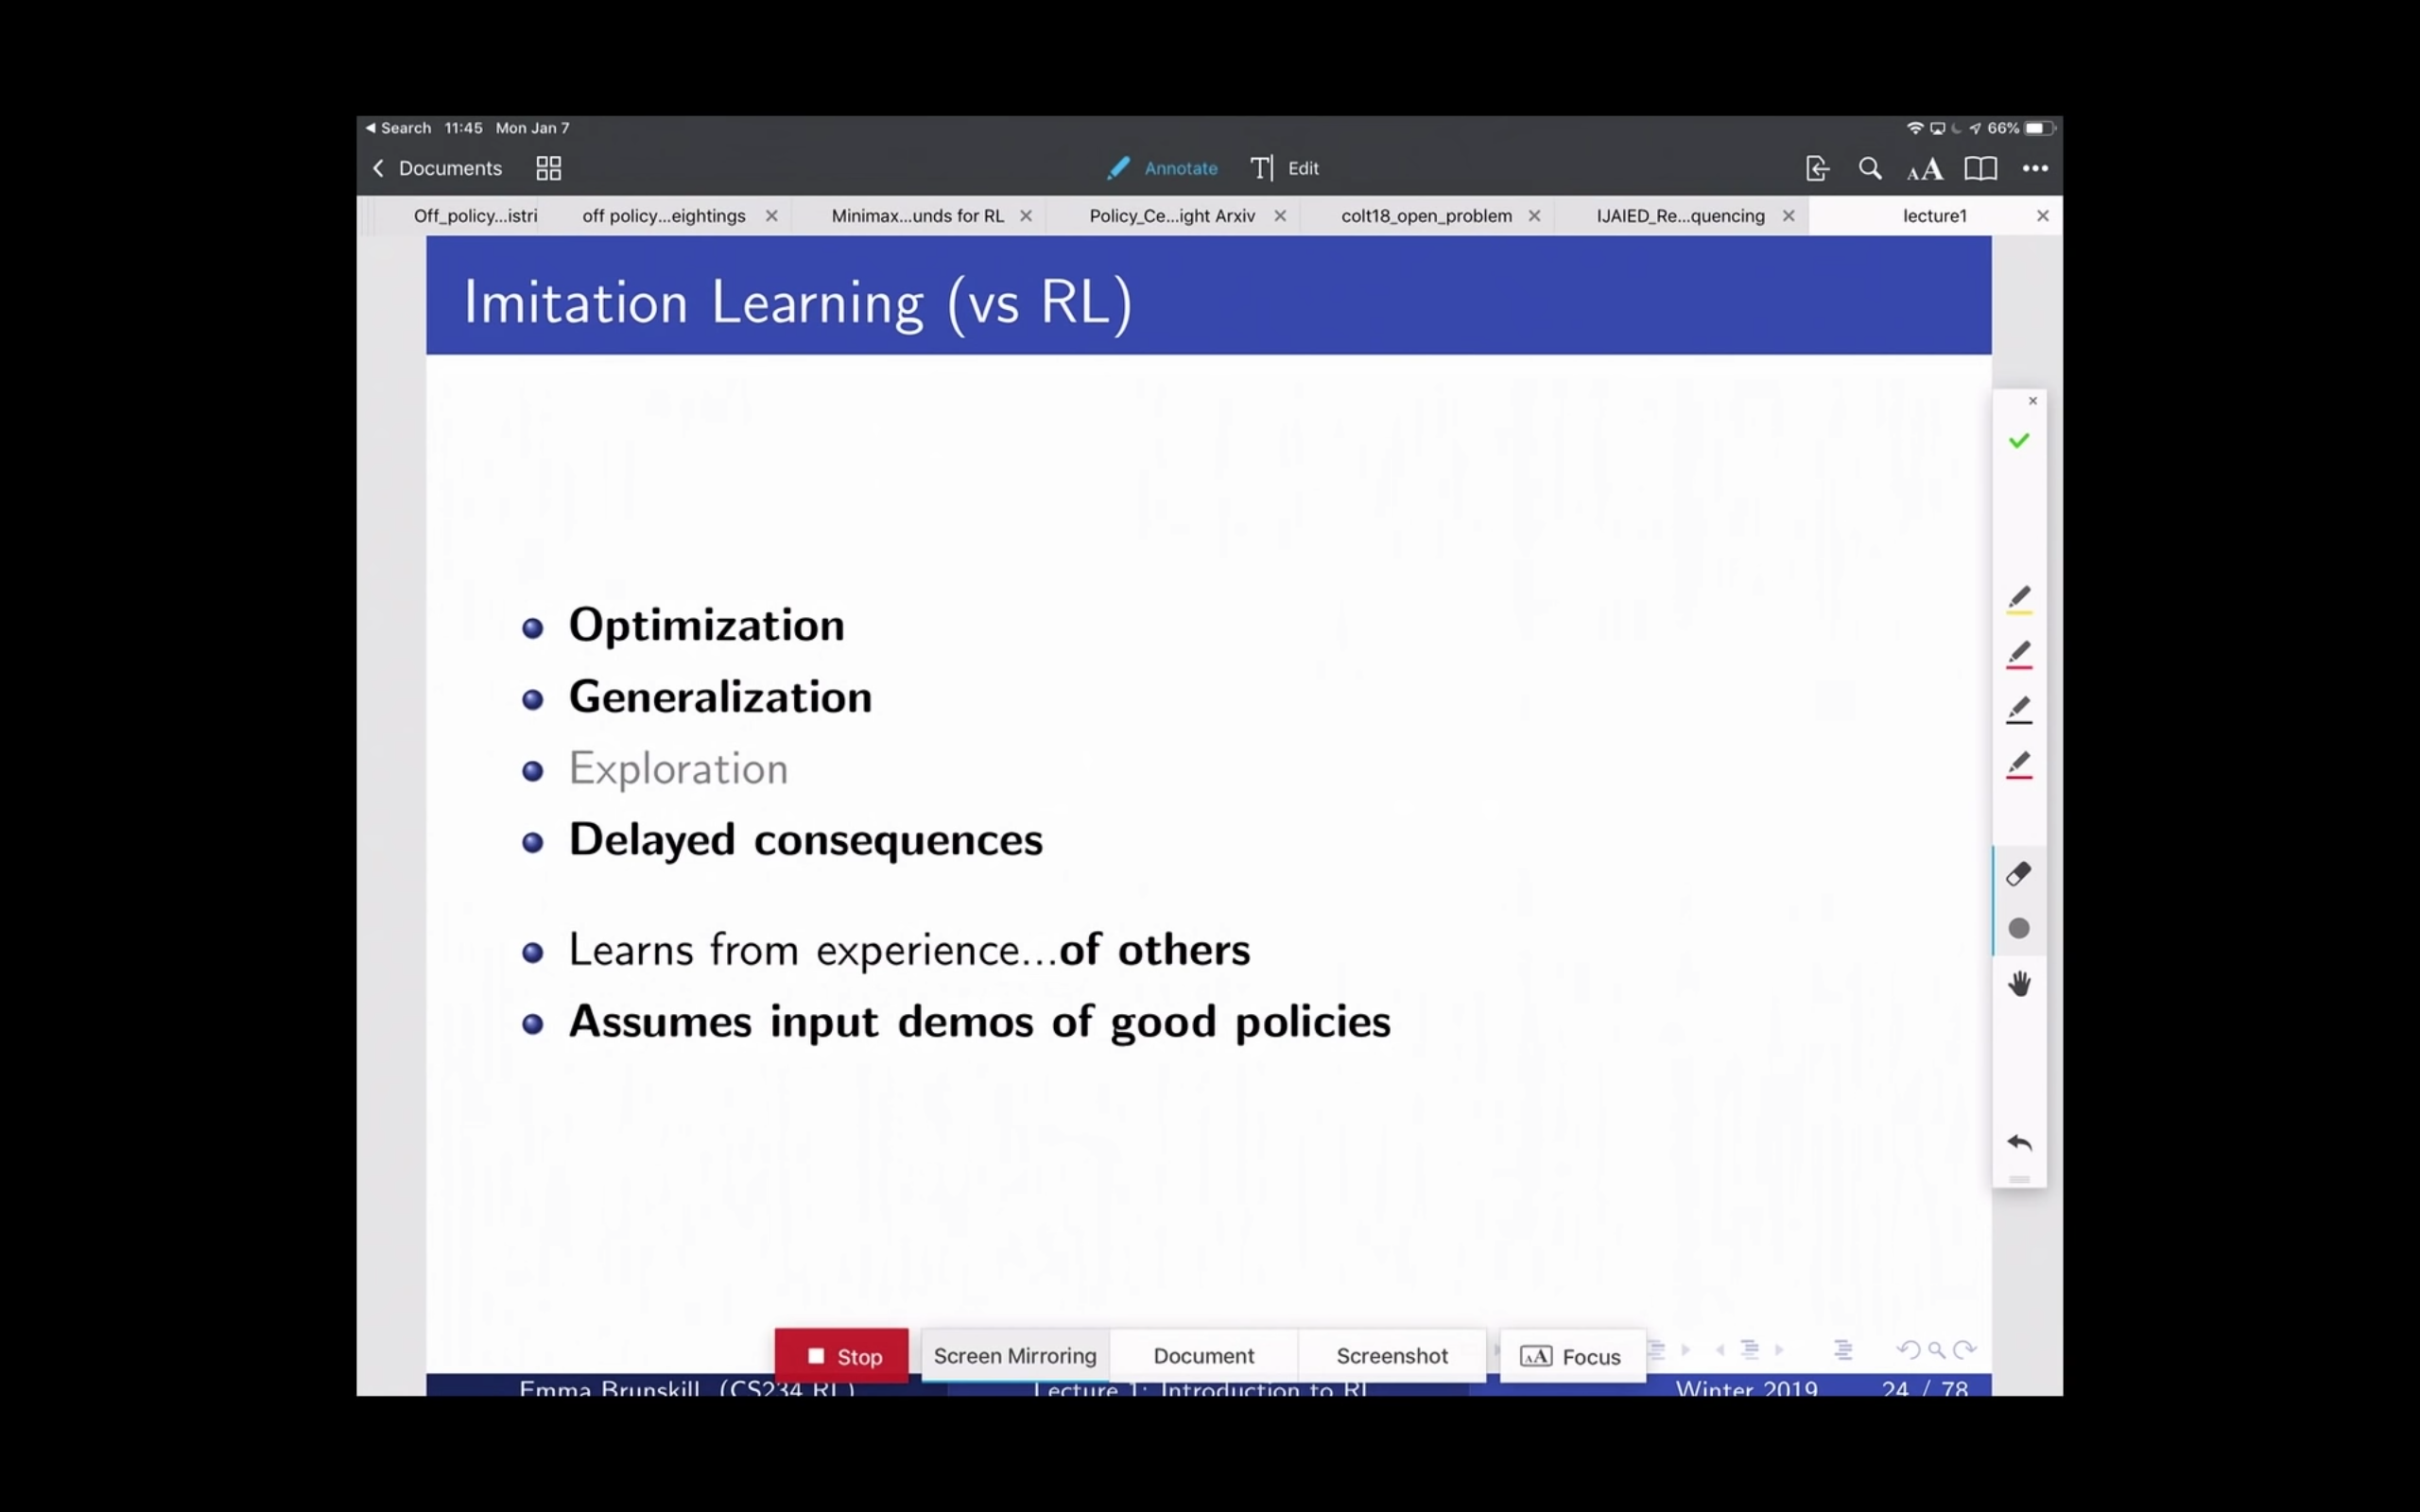 Search 11:45 Mon Jan 7 66%
Documents Annotate Edit
Off_policy...istri off policy...eightings Minimax...unds for RL Policy_Ce...ight Arxiv colt18_open_problem IJAIED_Re...quencing lecture1
Imitation Learning (vs RL)
Optimization
Generalization
Exploration
Delayed consequences
Learns from experience...of others
Assumes input demos of good policies
Stop Screen Mirroring Document Screenshot AA Focus
Emma Brunskill (CS234 RL) Lecture 1: Introduction to RL Winter 2019 24 / 78